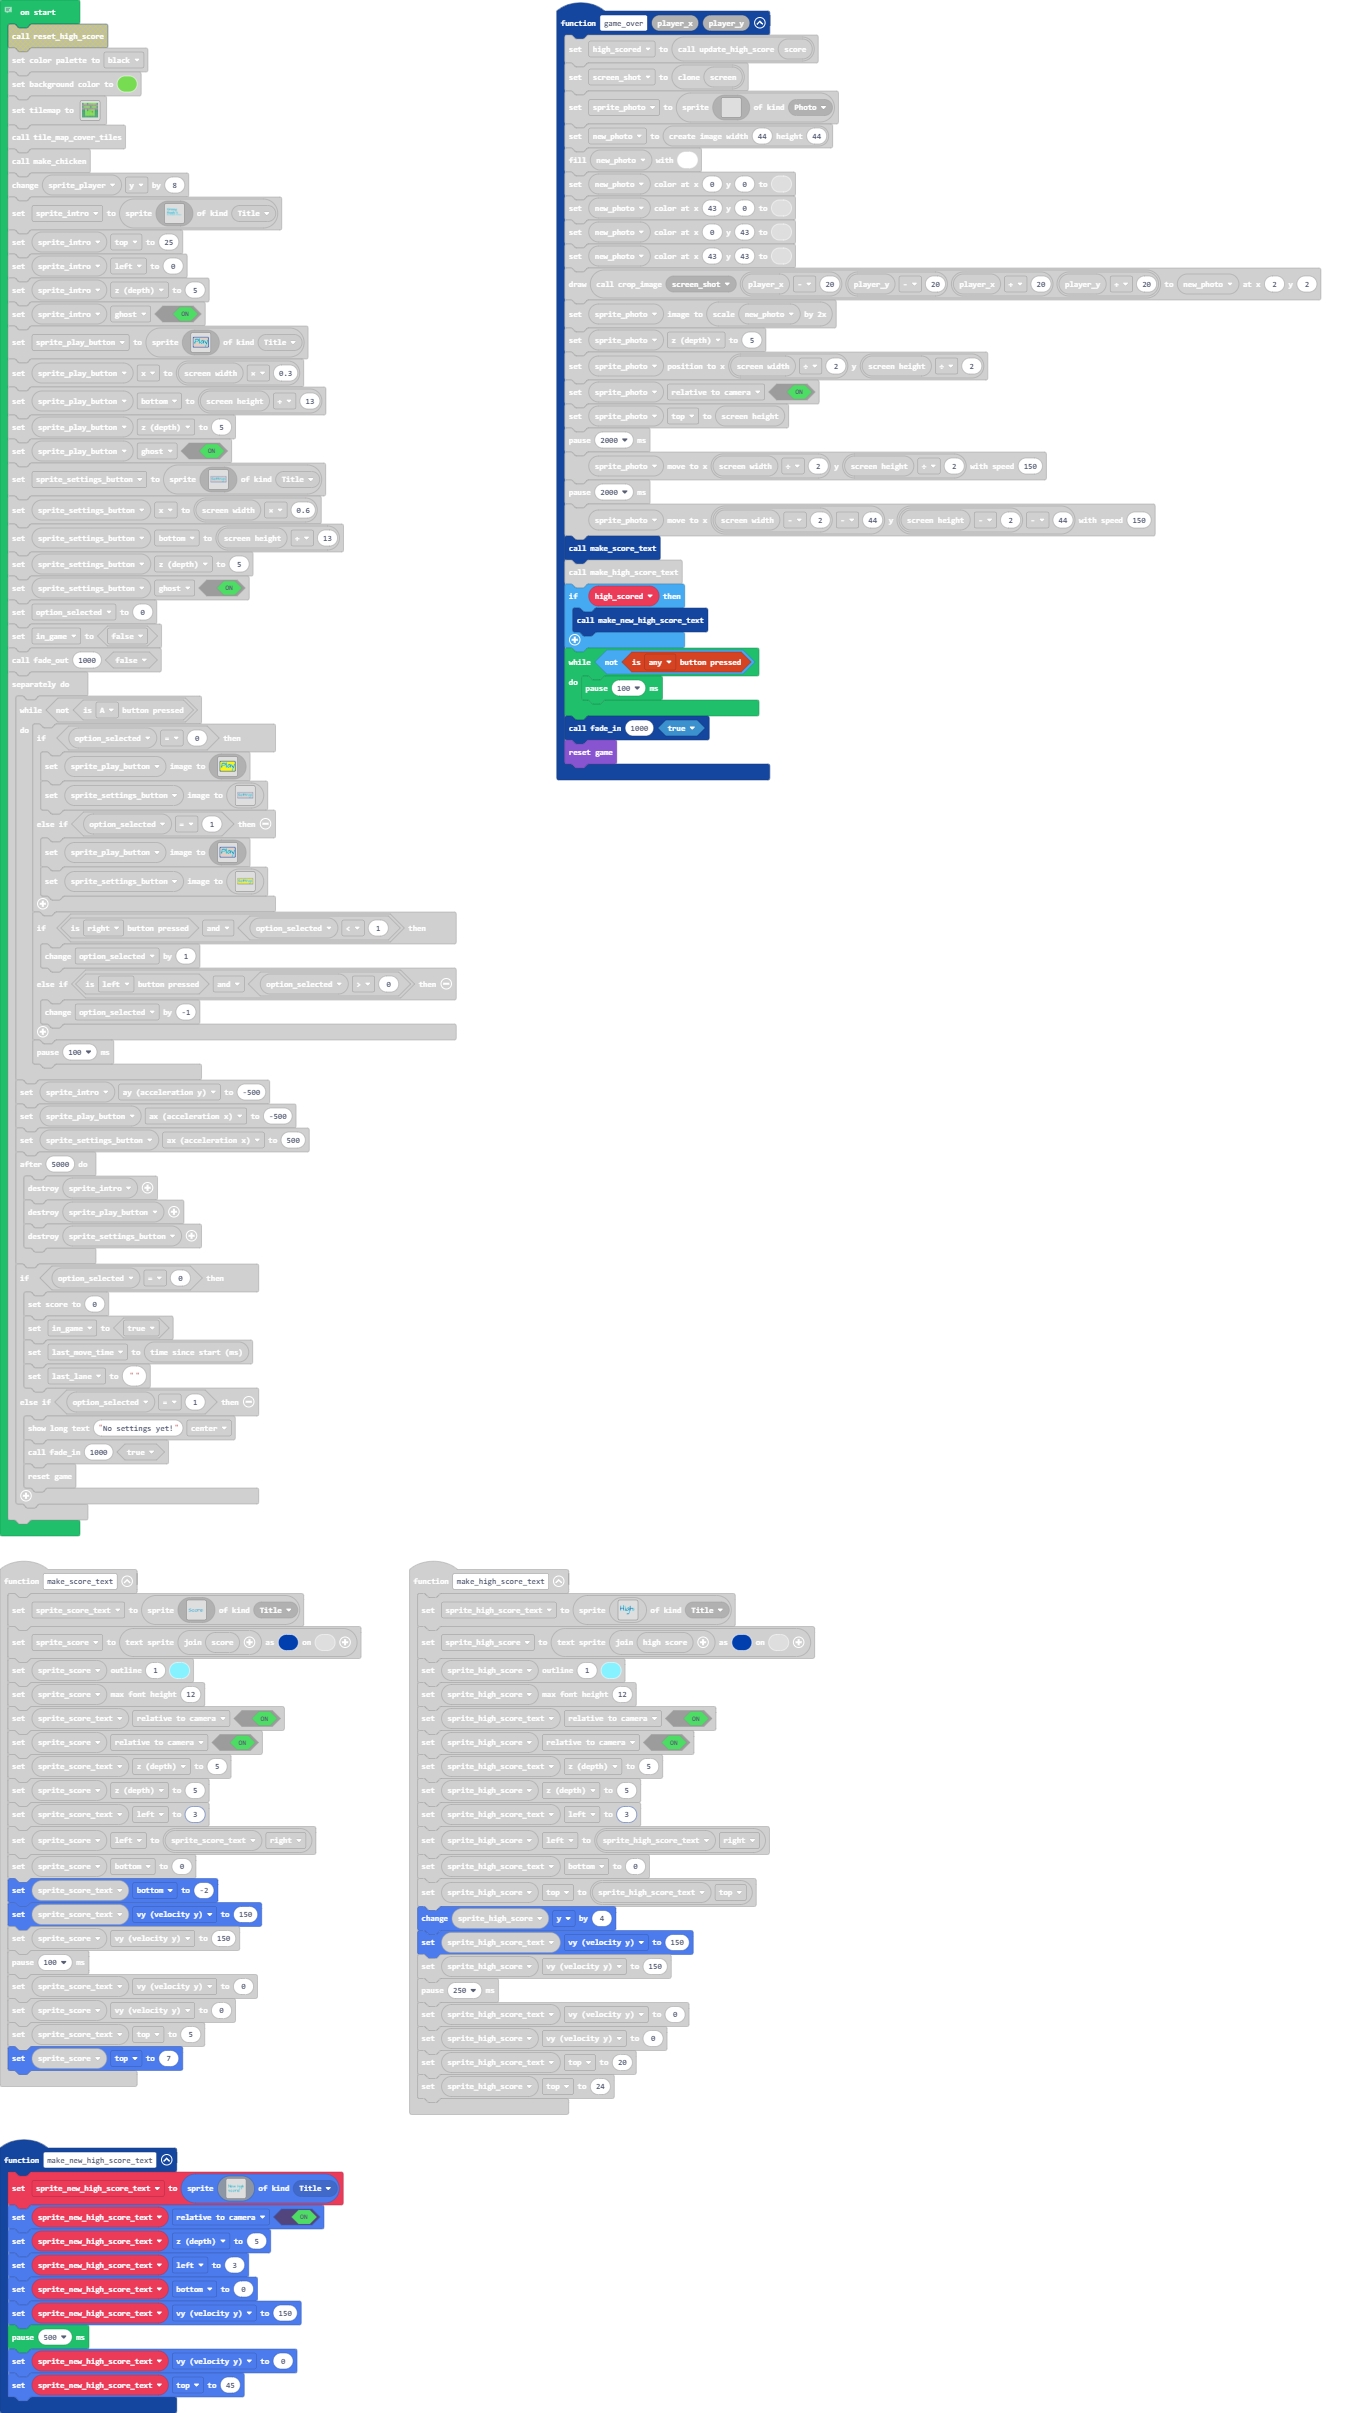 on start
call reset_high_score
set color palette to black
set background color to
set tilemap to
call tile_map_cover_tiles
call make_chicken
change sprite_player y by 8
set sprite_intro to sprite of kind Title
set sprite_intro top to 25
set sprite_intro left to 0
set sprite_intro z (depth) to 5
set sprite_intro ghost ON
set sprite_play_button to sprite Play of kind Title
set sprite_play_button x to screen width × 0.3
set sprite_play_button bottom to screen height + 13
set sprite_play_button z (depth) to 5
set sprite_play_button ghost ON
set sprite_settings_button to sprite of kind Title
set sprite_settings_button x to screen width × 0.6
set sprite_settings_button bottom to screen height + 13
set sprite_settings_button z (depth) to 5
set sprite_settings_button ghost ON
set option_selected to 0
set in_game to false
call fade_out 1000 false
separately do
while not is A button pressed
do if option_selected = 0 then
set sprite_play_button image to Play
set sprite_settings_button image to
else if option_selected = 1 then
set sprite_play_button image to Play
set sprite_settings_button image to
if is right button pressed and option_selected < 1 then
change option_selected by 1
else if is left button pressed and option_selected > 0 then
change option_selected by -1
pause 100 ms
set sprite_intro ay (acceleration y) to -500
set sprite_play_button ax (acceleration x) to -500
set sprite_settings_button ax (acceleration x) to 500
after 5000 do
destroy sprite_intro
destroy sprite_play_button
destroy sprite_settings_button
if option_selected = 0 then
set score to 0
set in_game to true
set last_move_time to time since start (ms)
set last_lane to " "
else if option_selected = 1 then
show long text "No settings yet!" center
call fade_in 1000 true
reset game
function game_over player_x player_y
set high_scored to call update_high_score score
set screen_shot to clone screen
set sprite_photo to sprite of kind Photo
set new_photo to create image width 44 height 44
fill new_photo with
set new_photo color at x 0 y 0 to
set new_photo color at x 43 y 0 to
set new_photo color at x 0 y 43 to
set new_photo color at x 43 y 43 to
draw call crop_image screen_shot player_x - 20 player_y - 20 player_x + 20 player_y + 20 to new_photo at x 2 y 2
set sprite_photo image to scale new_photo by 2x
set sprite_photo z (depth) to 5
set sprite_photo position to x screen width ÷ 2 y screen height ÷ 2
set sprite_photo relative to camera ON
set sprite_photo top to screen height
pause 2000 ms
sprite_photo move to x screen width ÷ 2 y screen height ÷ 2 with speed 150
pause 2000 ms
sprite_photo move to x screen width - 2 - 44 y screen height - 2 - 44 with speed 150
call make_score_text
call make_high_score_text
if high_scored then
call make_new_high_score_text
while not is any button pressed
do
pause 100 ms
call fade_in 1000 true
reset game
function make_score_text
set sprite_score_text to sprite Score of kind Title
set sprite_score to text sprite join score as on
set sprite_score outline 1
set sprite_score max font height 12
set sprite_score_text relative to camera ON
set sprite_score relative to camera ON
set sprite_score_text z (depth) to 5
set sprite_score z (depth) to 5
set sprite_score_text left to 3
set sprite_score left to sprite_score_text right
set sprite_score bottom to 0
set sprite_score_text bottom to -2
set sprite_score_text vy (velocity y) to 150
set sprite_score vy (velocity y) to 150
pause 100 ms
set sprite_score_text vy (velocity y) to 0
set sprite_score vy (velocity y) to 0
set sprite_score_text top to 5
set sprite_score top to 7
function make_high_score_text
set sprite_high_score_text to sprite High of kind Title
set sprite_high_score to text sprite join high score as on
set sprite_high_score outline 1
set sprite_high_score max font height 12
set sprite_high_score_text relative to camera ON
set sprite_high_score relative to camera ON
set sprite_high_score_text z (depth) to 5
set sprite_high_score z (depth) to 5
set sprite_high_score_text left to 3
set sprite_high_score left to sprite_high_score_text right
set sprite_high_score_text bottom to 0
set sprite_high_score top to sprite_high_score_text top
change sprite_high_score y by 4
set sprite_high_score_text vy (velocity y) to 150
set sprite_high_score vy (velocity y) to 150
pause 250 ms
set sprite_high_score_text vy (velocity y) to 0
set sprite_high_score vy (velocity y) to 0
set sprite_high_score_text top to 20
set sprite_high_score top to 24
function make_new_high_score_text
set sprite_new_high_score_text to sprite of kind Title
set sprite_new_high_score_text relative to camera ON
set sprite_new_high_score_text z (depth) to 5
set sprite_new_high_score_text left to 3
set sprite_new_high_score_text bottom to 0
set sprite_new_high_score_text vy (velocity y) to 150
pause 500 ms
set sprite_new_high_score_text vy (velocity y) to 0
set sprite_new_high_score_text top to 45